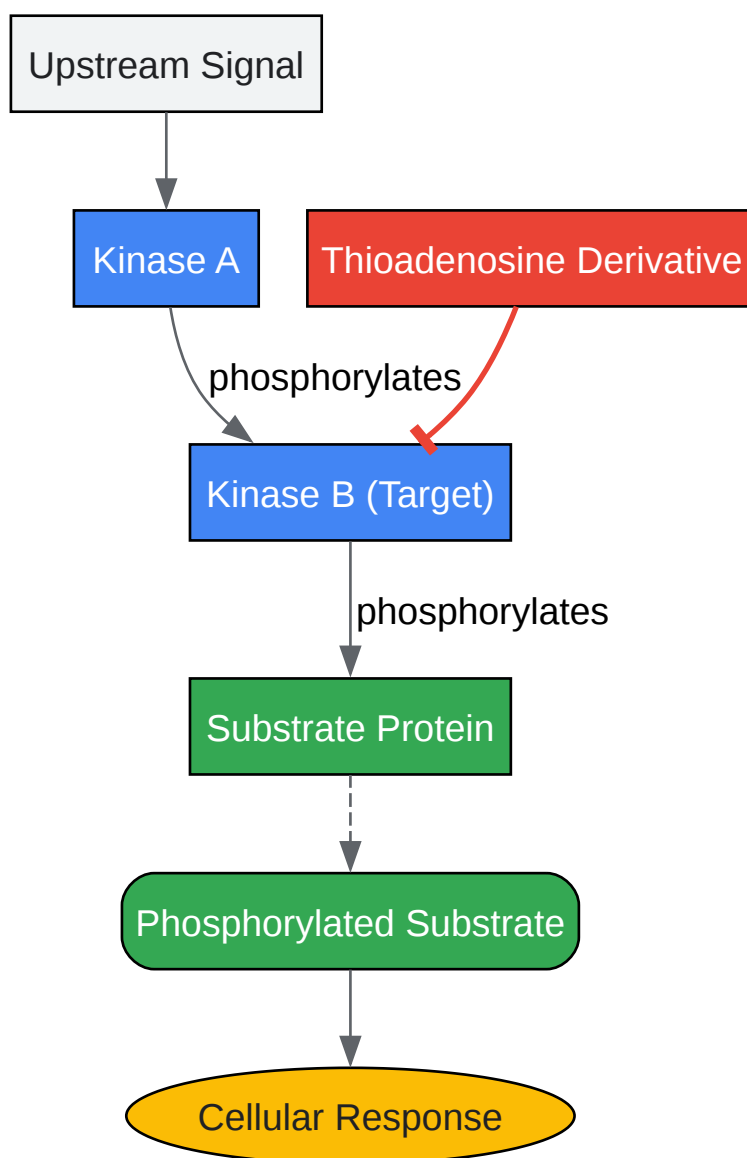 Upstream Signal
Kinase A
Thioadenosine Derivative
phosphorylates
Kinase B (Target)
phosphorylates
Substrate Protein
Phosphorylated Substrate
Cellular Response